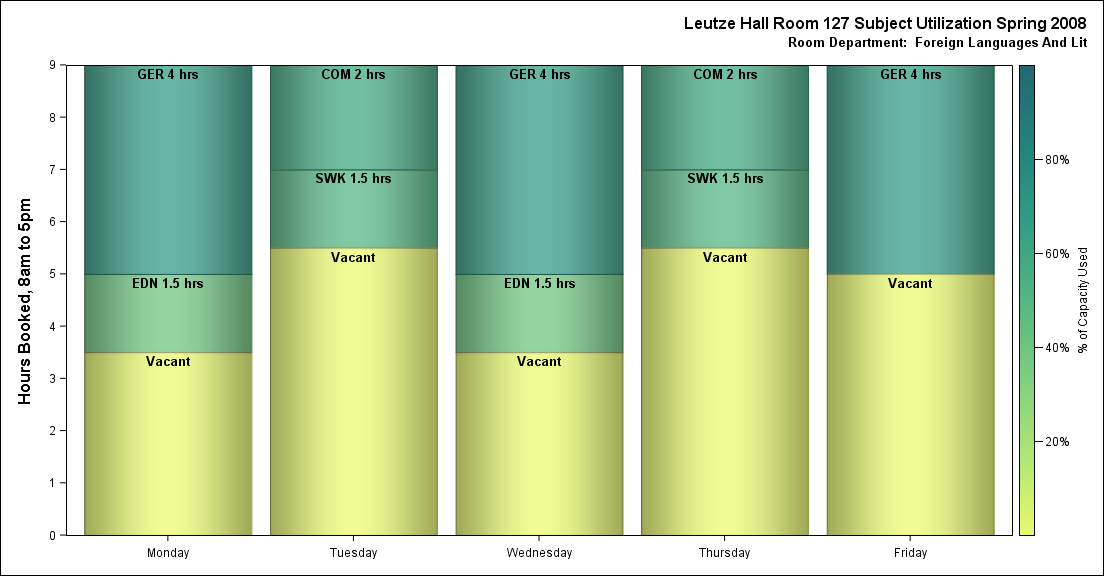 Leutze Hall Room 127 Subject Utilization Spring 2008
Room Department:  Foreign Languages And Lit
Hours Booked, 8am to 5pm
9
8
7
6
5
4
3
2
1
0
GER 4 hrs
EDN 1.5 hrs
Vacant
COM 2 hrs
SWK 1.5 hrs
Vacant
GER 4 hrs
EDN 1.5 hrs
Vacant
COM 2 hrs
SWK 1.5 hrs
Vacant
GER 4 hrs
Vacant
Monday
Tuesday
Wednesday
Thursday
Friday
80%
60%
40%
20%
% of Capacity Used